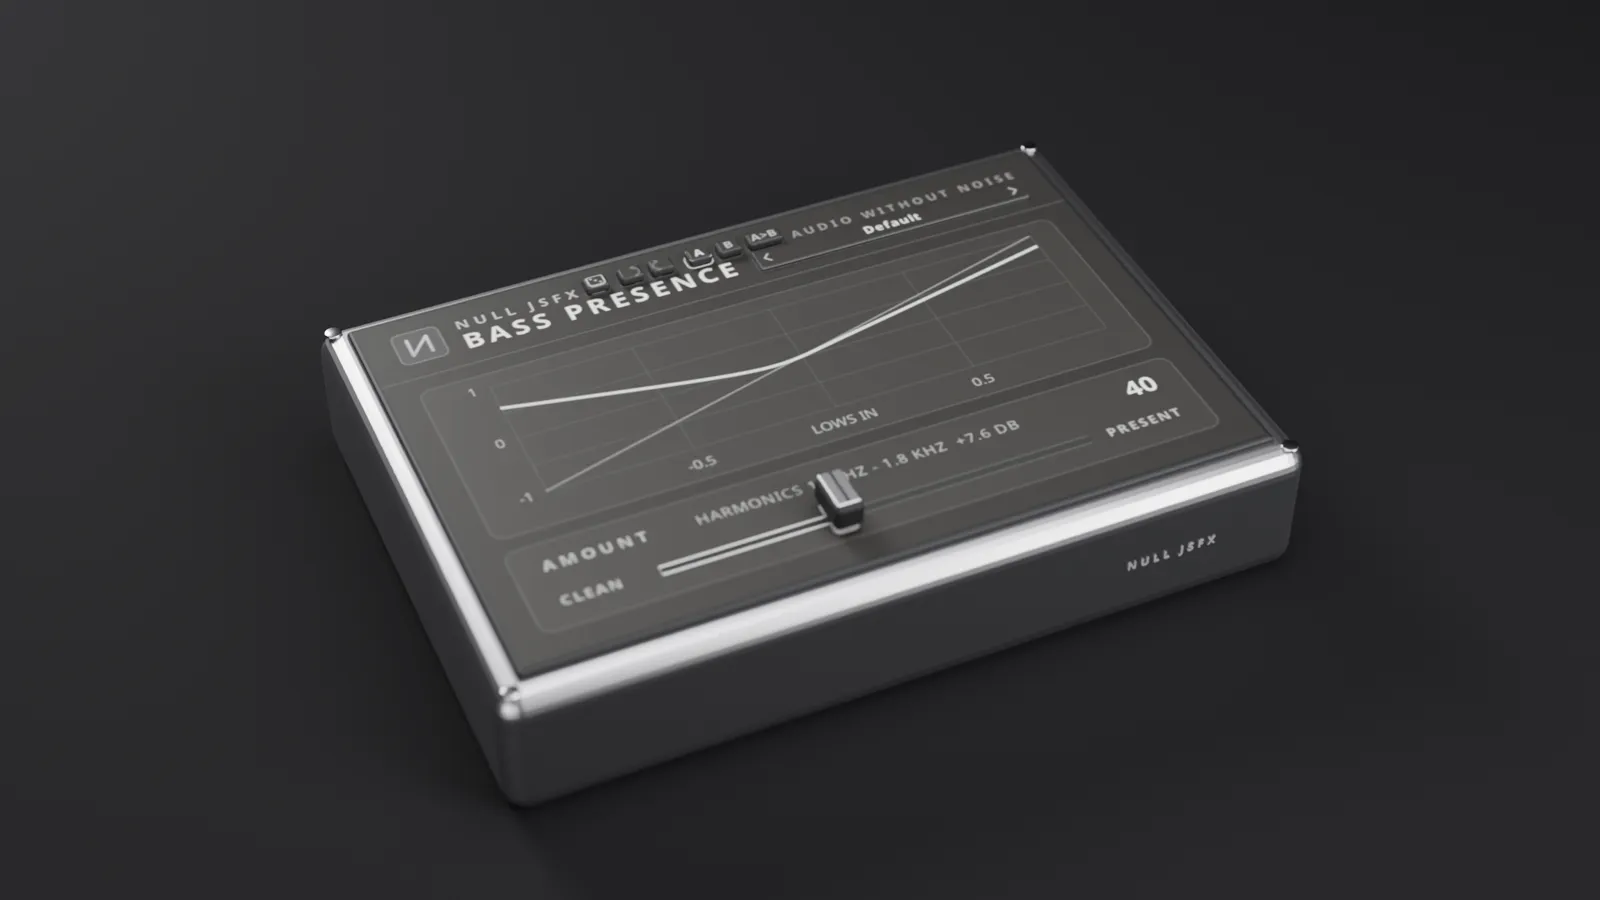 NULL JSFX
BASS PRESENCE
A
B
A>B
AUDIO WITHOUT NOISE
Default
1
0
-1
-0.5
0.5
LOWS IN
AMOUNT
HARMONICS
HZ - 1.8 KHZ +7.6 DB
40
CLEAN
PRESENT
NULL JSFX